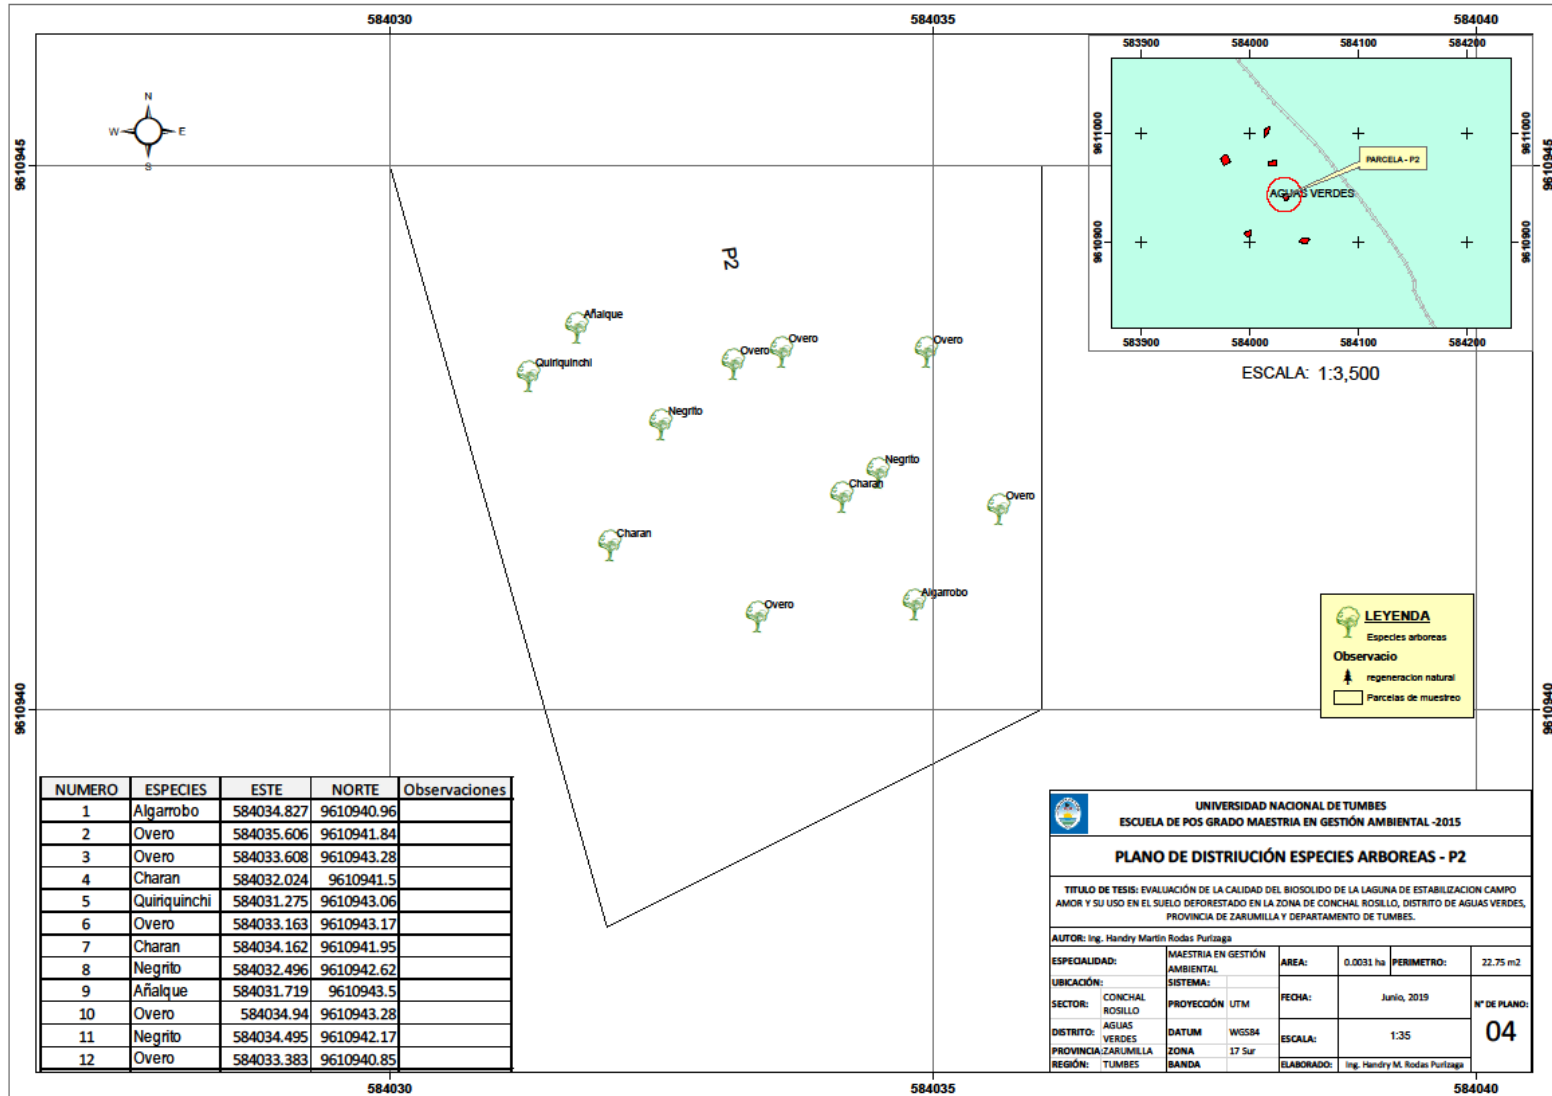 584030
584035
584040
N
W
E
S
9610945
9610940
P2
Añalque
Quiriquinchi
Overo
Overo
Overo
Negrito
Negrito
Charan
Overo
Charan
Overo
Algarrobo
583900
584000
584100
584200
9611000
9610900
9611000
9610900
PARCELA - P2
AGUAS VERDES
583900
584000
584100
584200
ESCALA: 1:3,500
9610945
9610940
LEYENDA
Especies arboreas
Observacio
regeneracion natural
Parcelas de muestreo
NUMERO ESPECIES ESTE NORTE Observaciones
1 Algarrobo 584034.827 9610940.96
2 Overo 584035.606 9610941.84
3 Overo 584033.608 9610943.28
4 Charan 584032.024 9610941.5
5 Quiriquinchi 584031.275 9610943.06
6 Overo 584033.163 9610943.17
7 Charan 584034.162 9610941.95
8 Negrito 584032.496 9610942.62
9 Añalque 584031.719 9610943.5
10 Overo 584034.94 9610943.28
11 Negrito 584034.495 9610942.17
12 Overo 584033.383 9610940.85
UNIVERSIDAD NACIONAL DE TUMBES
ESCUELA DE POS GRADO MAESTRIA EN GESTIÓN AMBIENTAL -2015
PLANO DE DISTRIUCIÓN ESPECIES ARBOREAS - P2
TITULO DE TESIS: EVALUACIÓN DE LA CALIDAD DEL BIOSOLIDO DE LA LAGUNA DE ESTABILIZACION CAMPO
AMOR Y SU USO EN EL SUELO DEFORESTADO EN LA ZONA DE CONCHAL ROSILLO, DISTRITO DE AGUAS VERDES,
PROVINCIA DE ZARUMILLA Y DEPARTAMENTO DE TUMBES.
AUTOR: Ing. Handry Martin Rodas Purizaga
ESPECIALIDAD: MAESTRIA EN GESTIÓN AMBIENTAL AREA: 0.0031 ha PERIMETRO: 22.75 m2
UBICACIÓN: SISTEMA:
SECTOR: CONCHAL ROSILLO PROYECCIÓN UTM FECHA: Junio, 2019 N° DE PLANO:
DISTRITO: AGUAS VERDES DATUM WGS84 ESCALA: 1:35 04
PROVINCIA: ZARUMILLA ZONA 17 Sur
REGIÓN: TUMBES BANDA ELABORADO: Ing. Handry M. Rodas Purizaga
584030
584035
584040